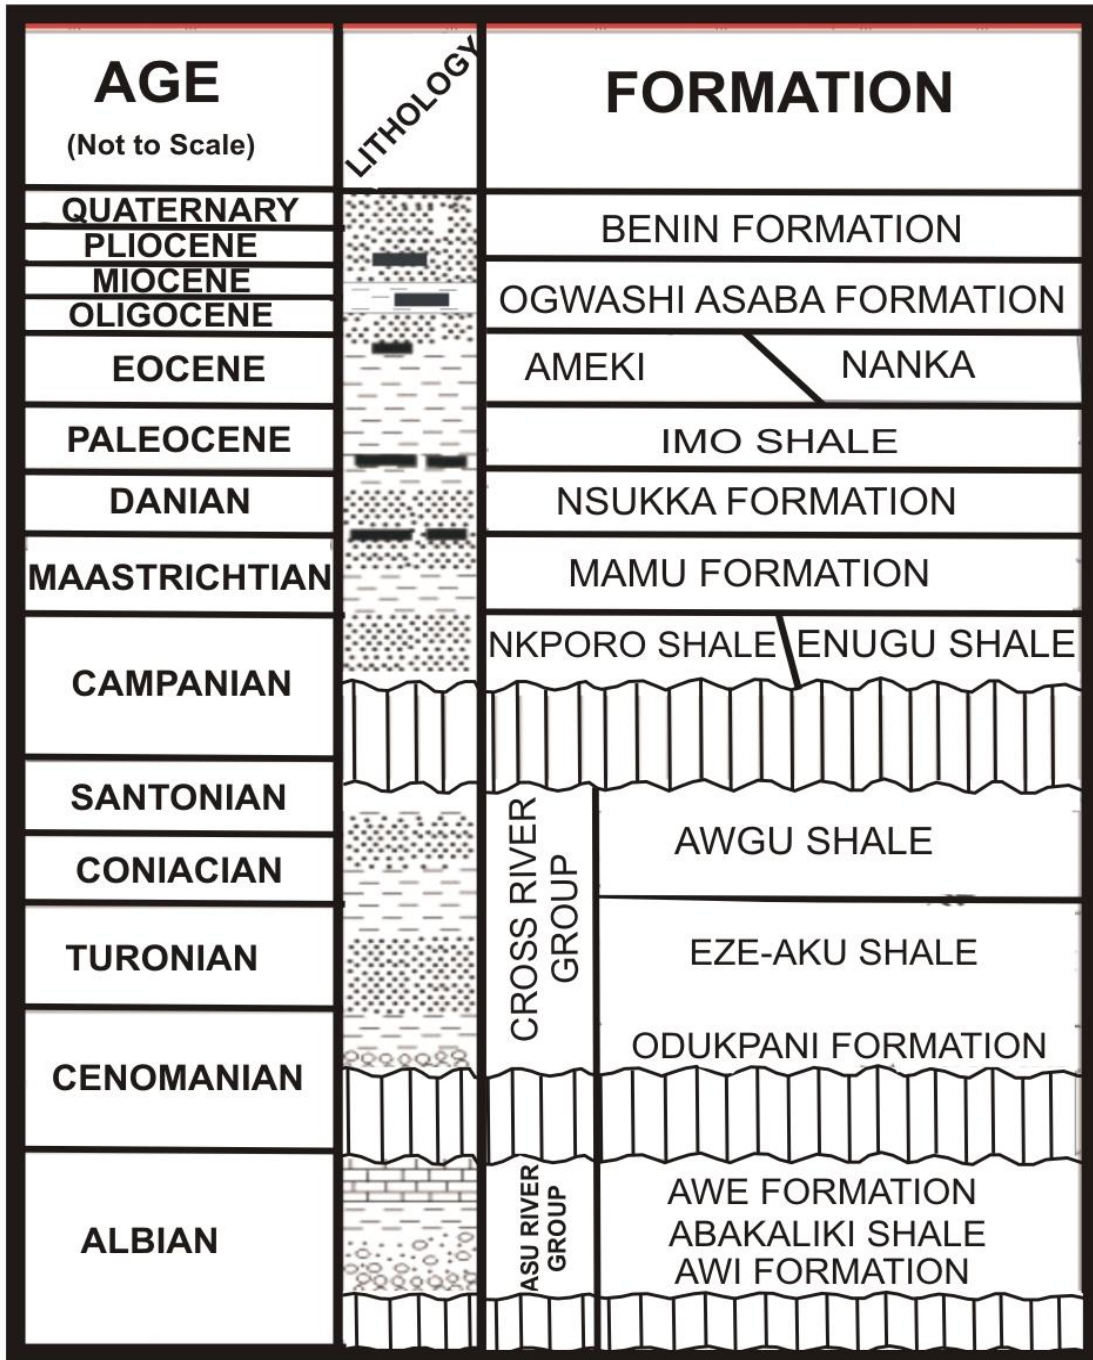 AGE
(Not to Scale)
LITHOLOGY
FORMATION
QUATERNARY
PLIOCENE
MIOCENE
OLIGOCENE
EOCENE
PALEOCENE
DANIAN
MAASTRICHTIAN
CAMPANIAN
SANTONIAN
CONIACIAN
TURONIAN
CENOMANIAN
ALBIAN
BENIN FORMATION
OGWASHI ASABA FORMATION
AMEKI
NANKA
IMO SHALE
NSUKKA FORMATION
MAMU FORMATION
NKPORO SHALE
ENUGU SHALE
CROSS RIVER
GROUP
AWGU SHALE
EZE-AKU SHALE
ODUKPANI FORMATION
ASU RIVER
GROUP
AWE FORMATION
ABAKALIKI SHALE
AWI FORMATION